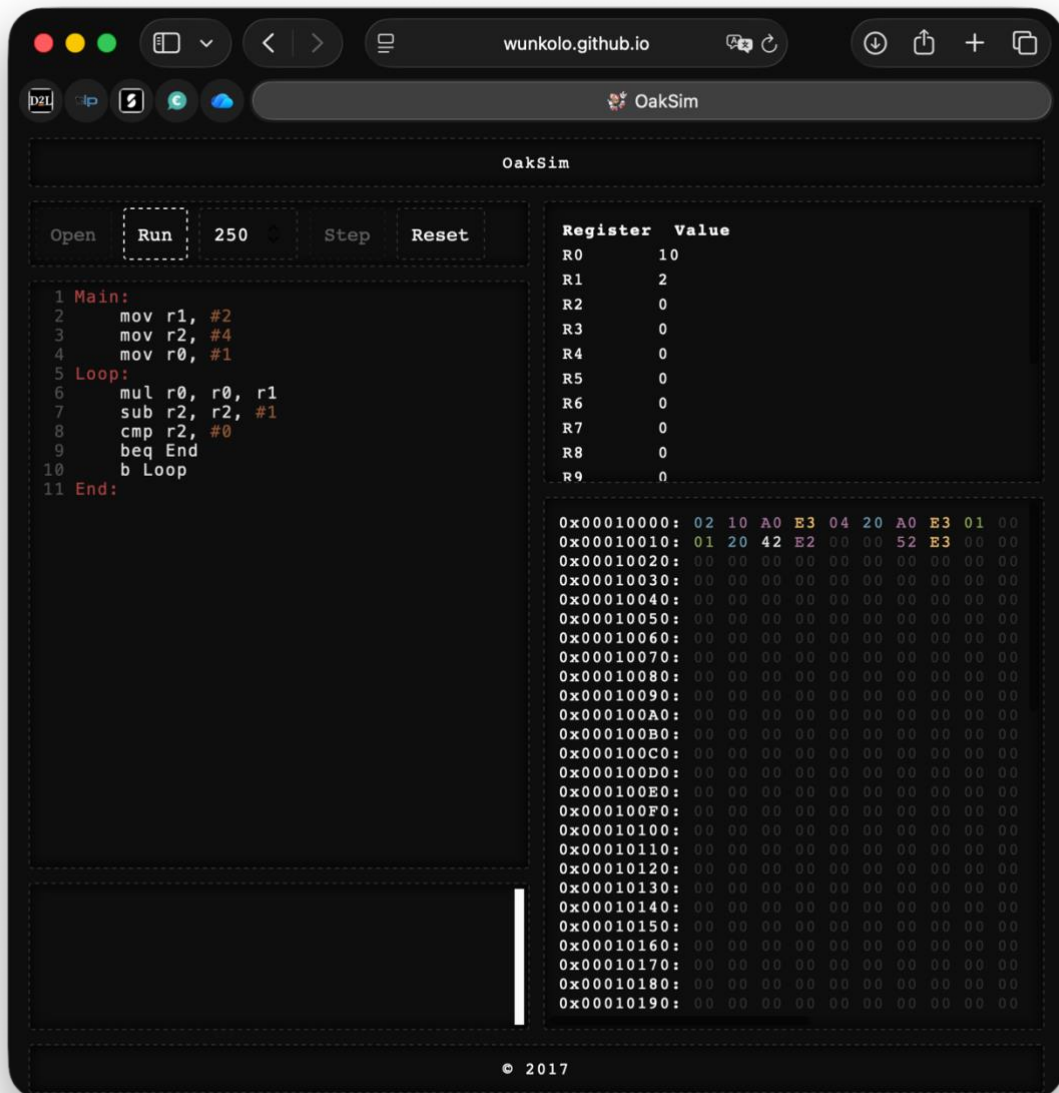 wunkolo.github.io
D2L
OakSim
OakSim
Open Run 250 Step Reset
1 Main:
2 mov r1, #2
3 mov r2, #4
4 mov r0, #1
5 Loop:
6 mul r0, r0, r1
7 sub r2, r2, #1
8 cmp r2, #0
9 beq End
10 b Loop
11 End:
Register Value
R0 10
R1 2
R2 0
R3 0
R4 0
R5 0
R6 0
R7 0
R8 0
R9 0
0x00010000: 02 10 A0 E3 04 20 A0 E3 01 00
0x00010010: 01 20 42 E2 00 00 52 E3 00 00
0x00010020: 00 00 00 00 00 00 00 00 00 00
0x00010030: 00 00 00 00 00 00 00 00 00 00
0x00010040: 00 00 00 00 00 00 00 00 00 00
0x00010050: 00 00 00 00 00 00 00 00 00 00
0x00010060: 00 00 00 00 00 00 00 00 00 00
0x00010070: 00 00 00 00 00 00 00 00 00 00
0x00010080: 00 00 00 00 00 00 00 00 00 00
0x00010090: 00 00 00 00 00 00 00 00 00 00
0x000100A0: 00 00 00 00 00 00 00 00 00 00
0x000100B0: 00 00 00 00 00 00 00 00 00 00
0x000100C0: 00 00 00 00 00 00 00 00 00 00
0x000100D0: 00 00 00 00 00 00 00 00 00 00
0x000100E0: 00 00 00 00 00 00 00 00 00 00
0x000100F0: 00 00 00 00 00 00 00 00 00 00
0x00010100: 00 00 00 00 00 00 00 00 00 00
0x00010110: 00 00 00 00 00 00 00 00 00 00
0x00010120: 00 00 00 00 00 00 00 00 00 00
0x00010130: 00 00 00 00 00 00 00 00 00 00
0x00010140: 00 00 00 00 00 00 00 00 00 00
0x00010150: 00 00 00 00 00 00 00 00 00 00
0x00010160: 00 00 00 00 00 00 00 00 00 00
0x00010170: 00 00 00 00 00 00 00 00 00 00
0x00010180: 00 00 00 00 00 00 00 00 00 00
0x00010190: 00 00 00 00 00 00 00 00 00 00
© 2017